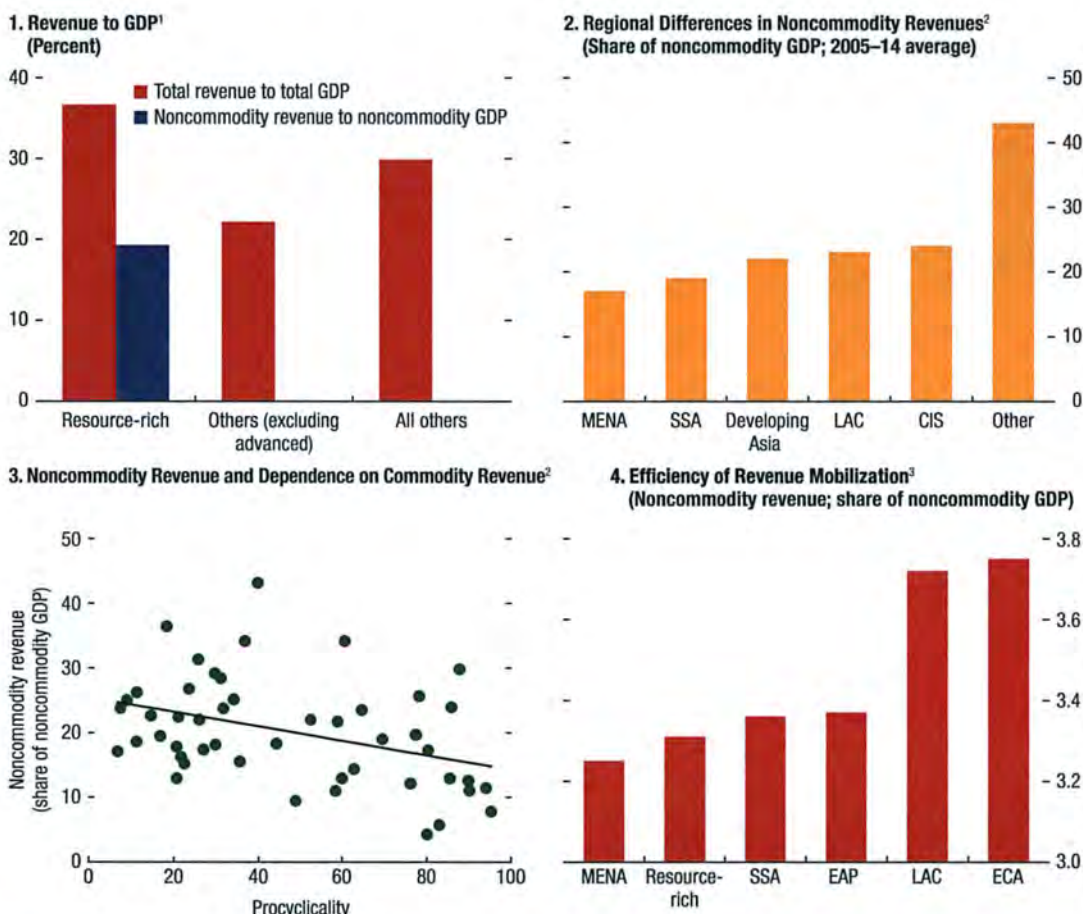 1. Revenue to GDP¹
(Percent)
40
30
20
10
0
Total revenue to total GDP
Noncommodity revenue to noncommodity GDP
Resource-rich
Others (excluding
advanced)
All others
2. Regional Differences in Noncommodity Revenues²
(Share of noncommodity GDP; 2005–14 average)
50
40
30
20
10
0
MENA
SSA
Developing
Asia
LAC
CIS
Other
3. Noncommodity Revenue and Dependence on Commodity Revenue²
Noncommodity revenue
(share of noncommodity GDP)
50
40
30
20
10
0
0
20
40
60
80
100
Procyclicality
4. Efficiency of Revenue Mobilization³
(Noncommodity revenue; share of noncommodity GDP)
3.8
3.6
3.4
3.2
3.0
MENA
Resource-
rich
SSA
EAP
LAC
ECA